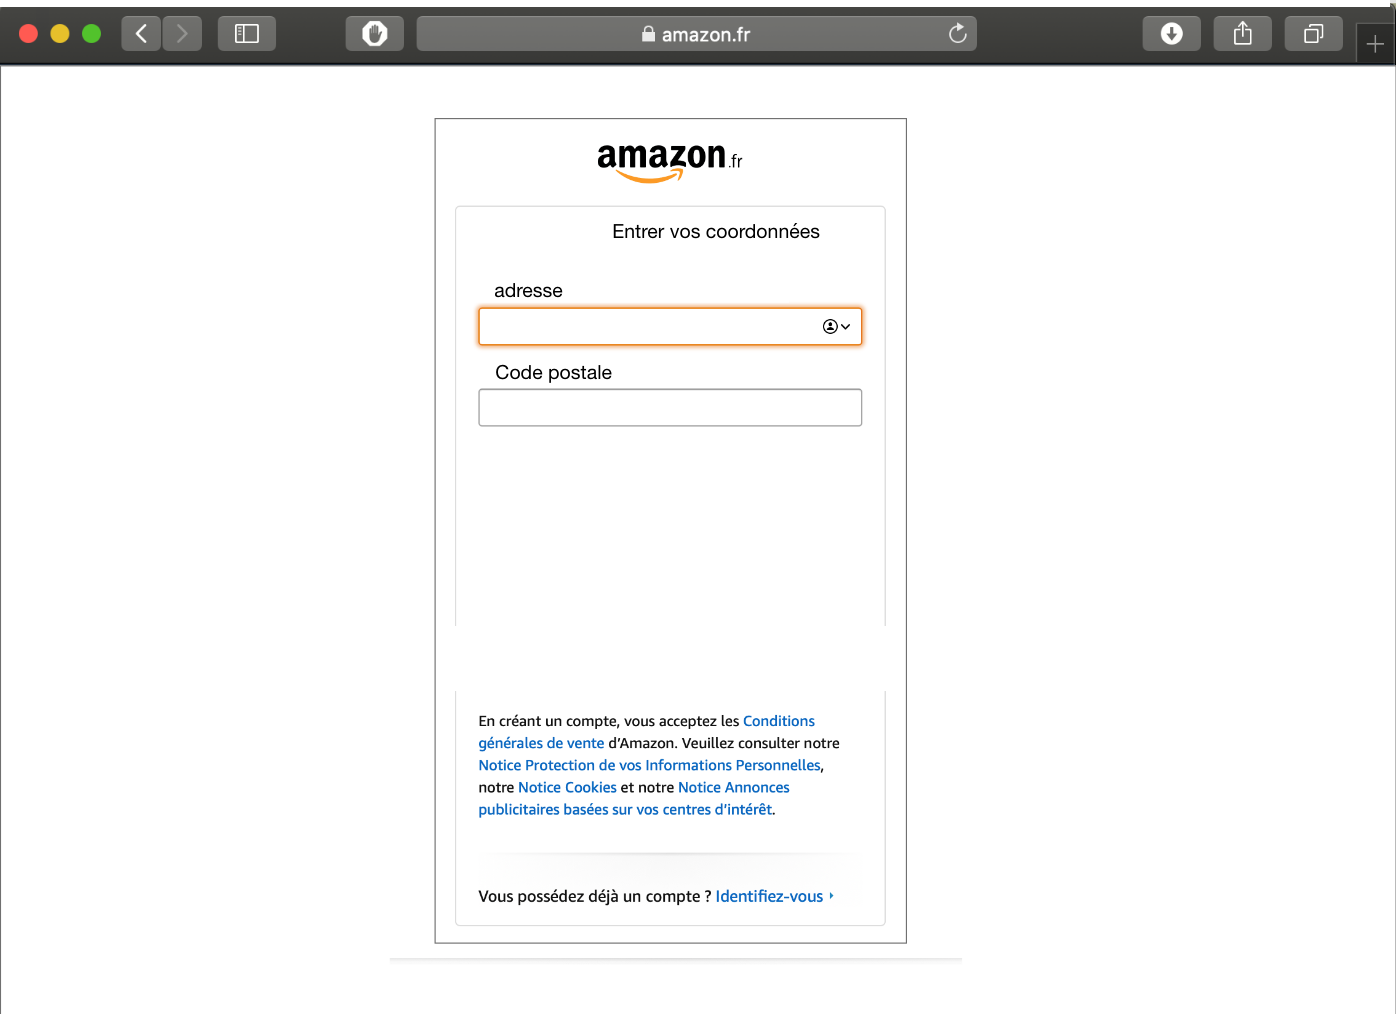 amazon.fr
amazon.fr
Entrer vos coordonnées
adresse
Code postale
En créant un compte, vous acceptez les Conditions
générales de vente d’Amazon. Veuillez consulter notre
Notice Protection de vos Informations Personnelles,
notre Notice Cookies et notre Notice Annonces
publicitaires basées sur vos centres d’intérêt.
Vous possédez déjà un compte ? Identifiez-vous